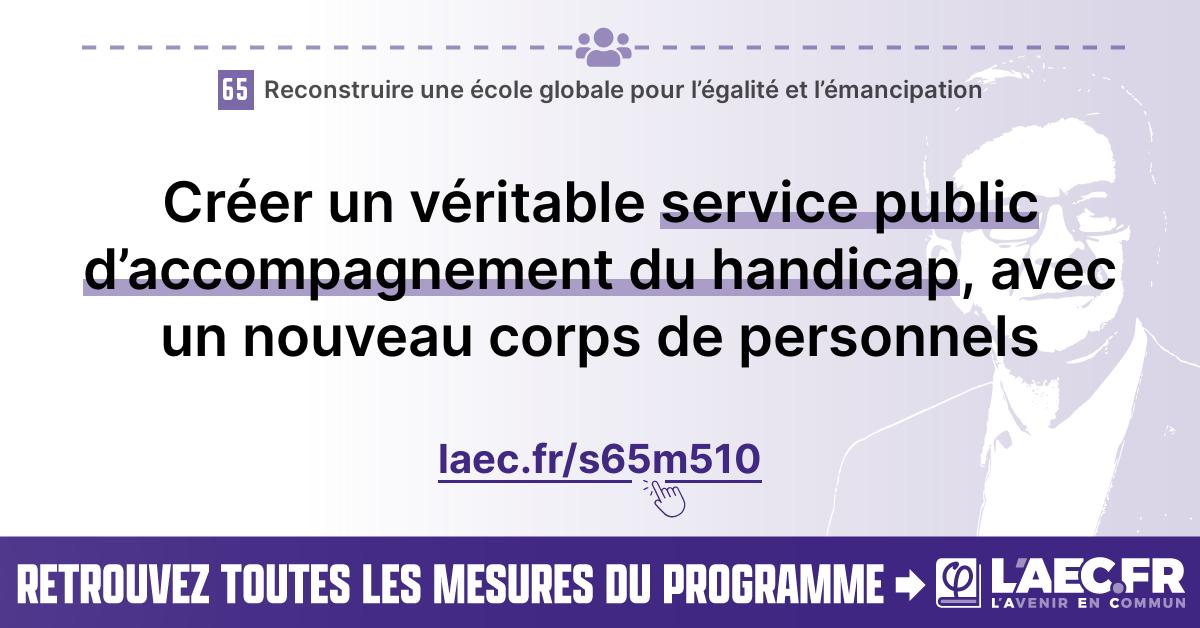 65 Reconstruire une école globale pour l’égalité et l’émancipation
Créer un véritable service public
d’accompagnement du handicap, avec
un nouveau corps de personnels
laec.fr/s65m510
RETROUVEZ TOUTES LES MESURES DU PROGRAMME
φ L'AEC.FR
L'AVENIR EN COMMUN